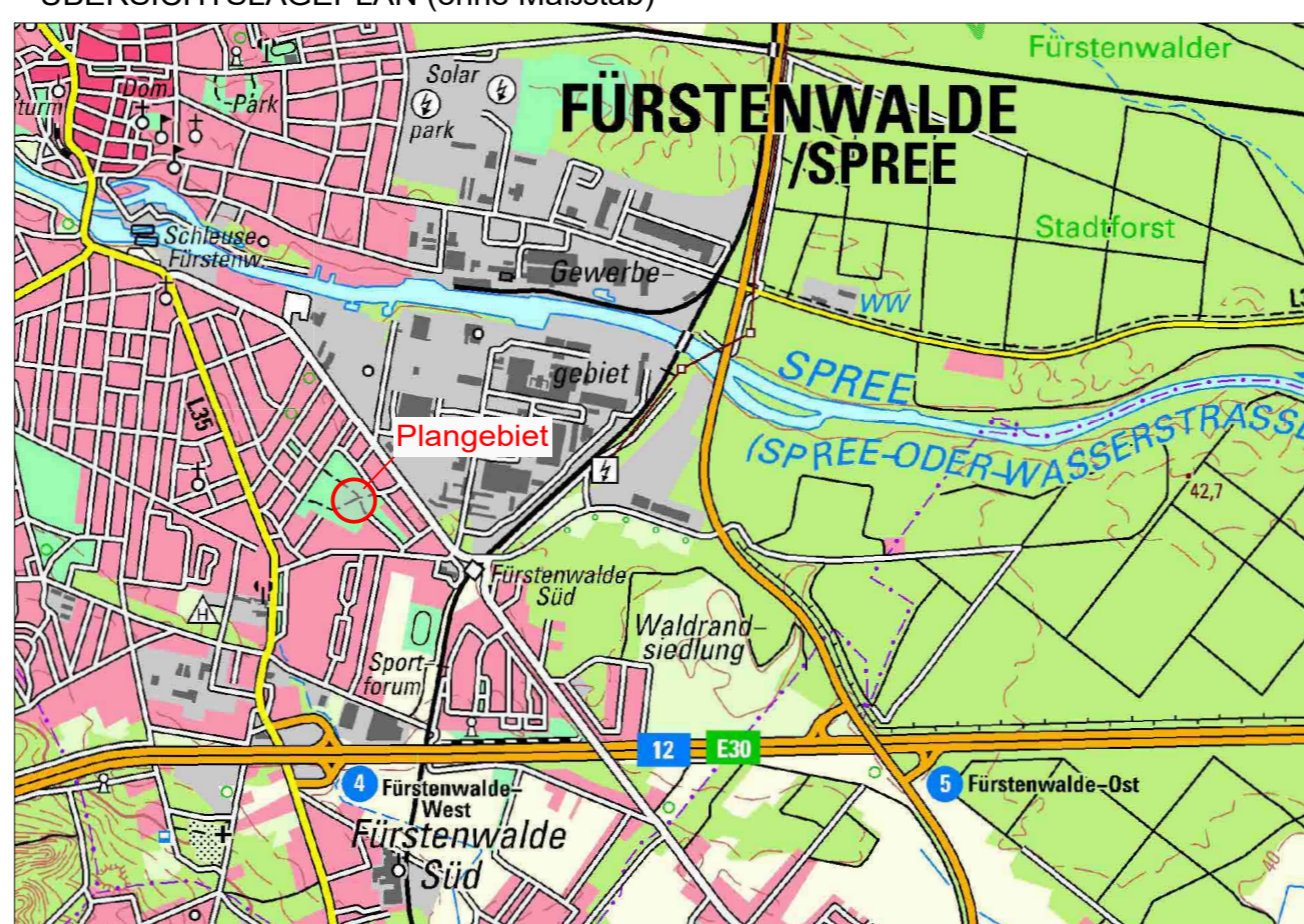 ÜBERSICHTSLAGEPLAN (ohne Maßstab)
Fürstenwalder
Solar
park
FÜRSTENWALDE
/SPREE
Dom
Park
turm
Stadtforst
Schleuse
Fürstenw.
Gewerbe-
WW
gebiet
SPREE
(SPREE-ODER-WASSERSTRASSE
L35
Plangebiet
42,7
Fürstenwalde
Süd
H
Waldrand-
siedlung
Sport-
forum
12
E30
4
Fürstenwalde-
West
5
Fürstenwalde-Ost
Fürstenwalde
Süd
40